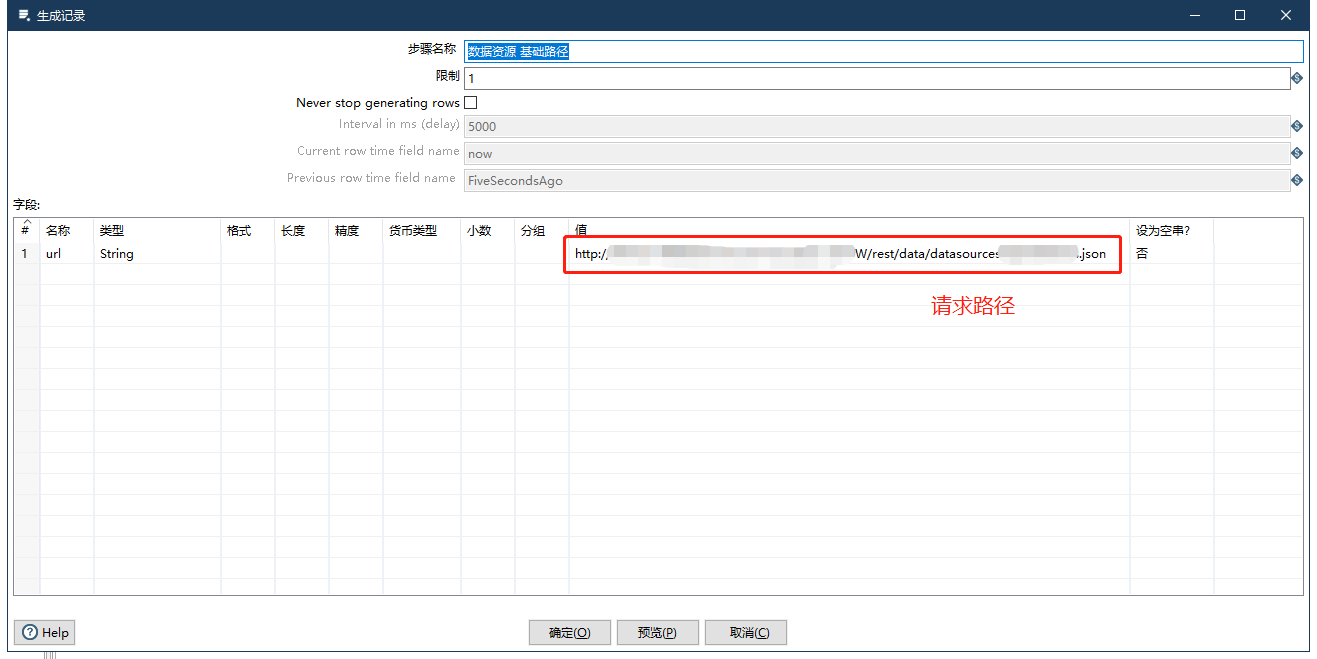 生成记录
步骤名称 数据资源 基础路径
限制 1
Never stop generating rows
Interval in ms (delay) 5000
Current row time field name now
Previous row time field name FiveSecondsAgo
字段:
# 名称 类型 格式 长度 精度 货币类型 小数 分组 值 设为空串?
1 url String http:/ W/rest/data/datasources .json 否
请求路径
Help 确定(O) 预览(P) 取消(C)